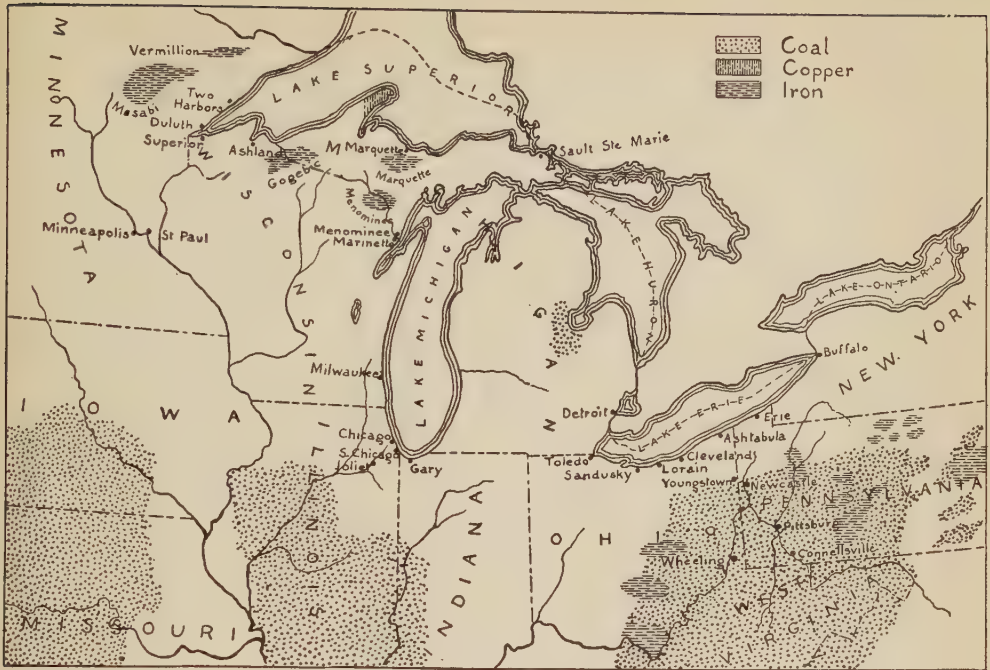 Coal
Copper
Iron
MINNESOTA
Vermillion
Mesabi
Two
Harbors
Duluth
Superior
LAKE SUPERIOR
Ashland
Gogebic
M
Marquette
Marquette
Sault Ste Marie
WISCONSIN
Menominee
Menominee
Marinette
Minneapolis
St Paul
LAKE MICHIGAN
HIGAN
LAKE HURON
LAKE ONTARIO
NEW YORK
Buffalo
Milwaukee
IOWA
Detroit
LAKE ERIE
Erie
Ashtabula
Chicago
S. Chicago
Joliet
Gary
Toledo
Sandusky
Cleveland
Lorain
Youngstown
Newcastle
PENNSYLVANIA
ILLINOIS
INDIANA
OHIO
Pittsburg
Wheeling
Connellsville
WEST
VIRGINIA
MISSOURI